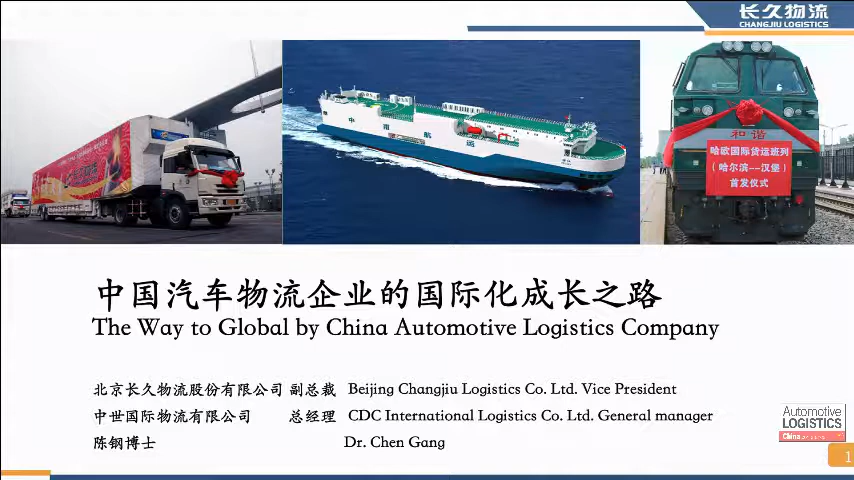 长久物流
CHANGJIU LOGISTICS
中甫航运
和谐
哈欧国际货运班列
（哈尔滨--汉堡）
首发仪式
中国汽车物流企业的国际化成长之路
The Way to Global by China Automotive Logistics Company
北京长久物流股份有限公司 副总裁 Beijing Changjiu Logistics Co. Ltd. Vice President
中世国际物流有限公司 总经理 CDC International Logistics Co. Ltd. General manager
陈钢博士 Dr. Chen Gang
Automotive
LOGISTICS
China
1